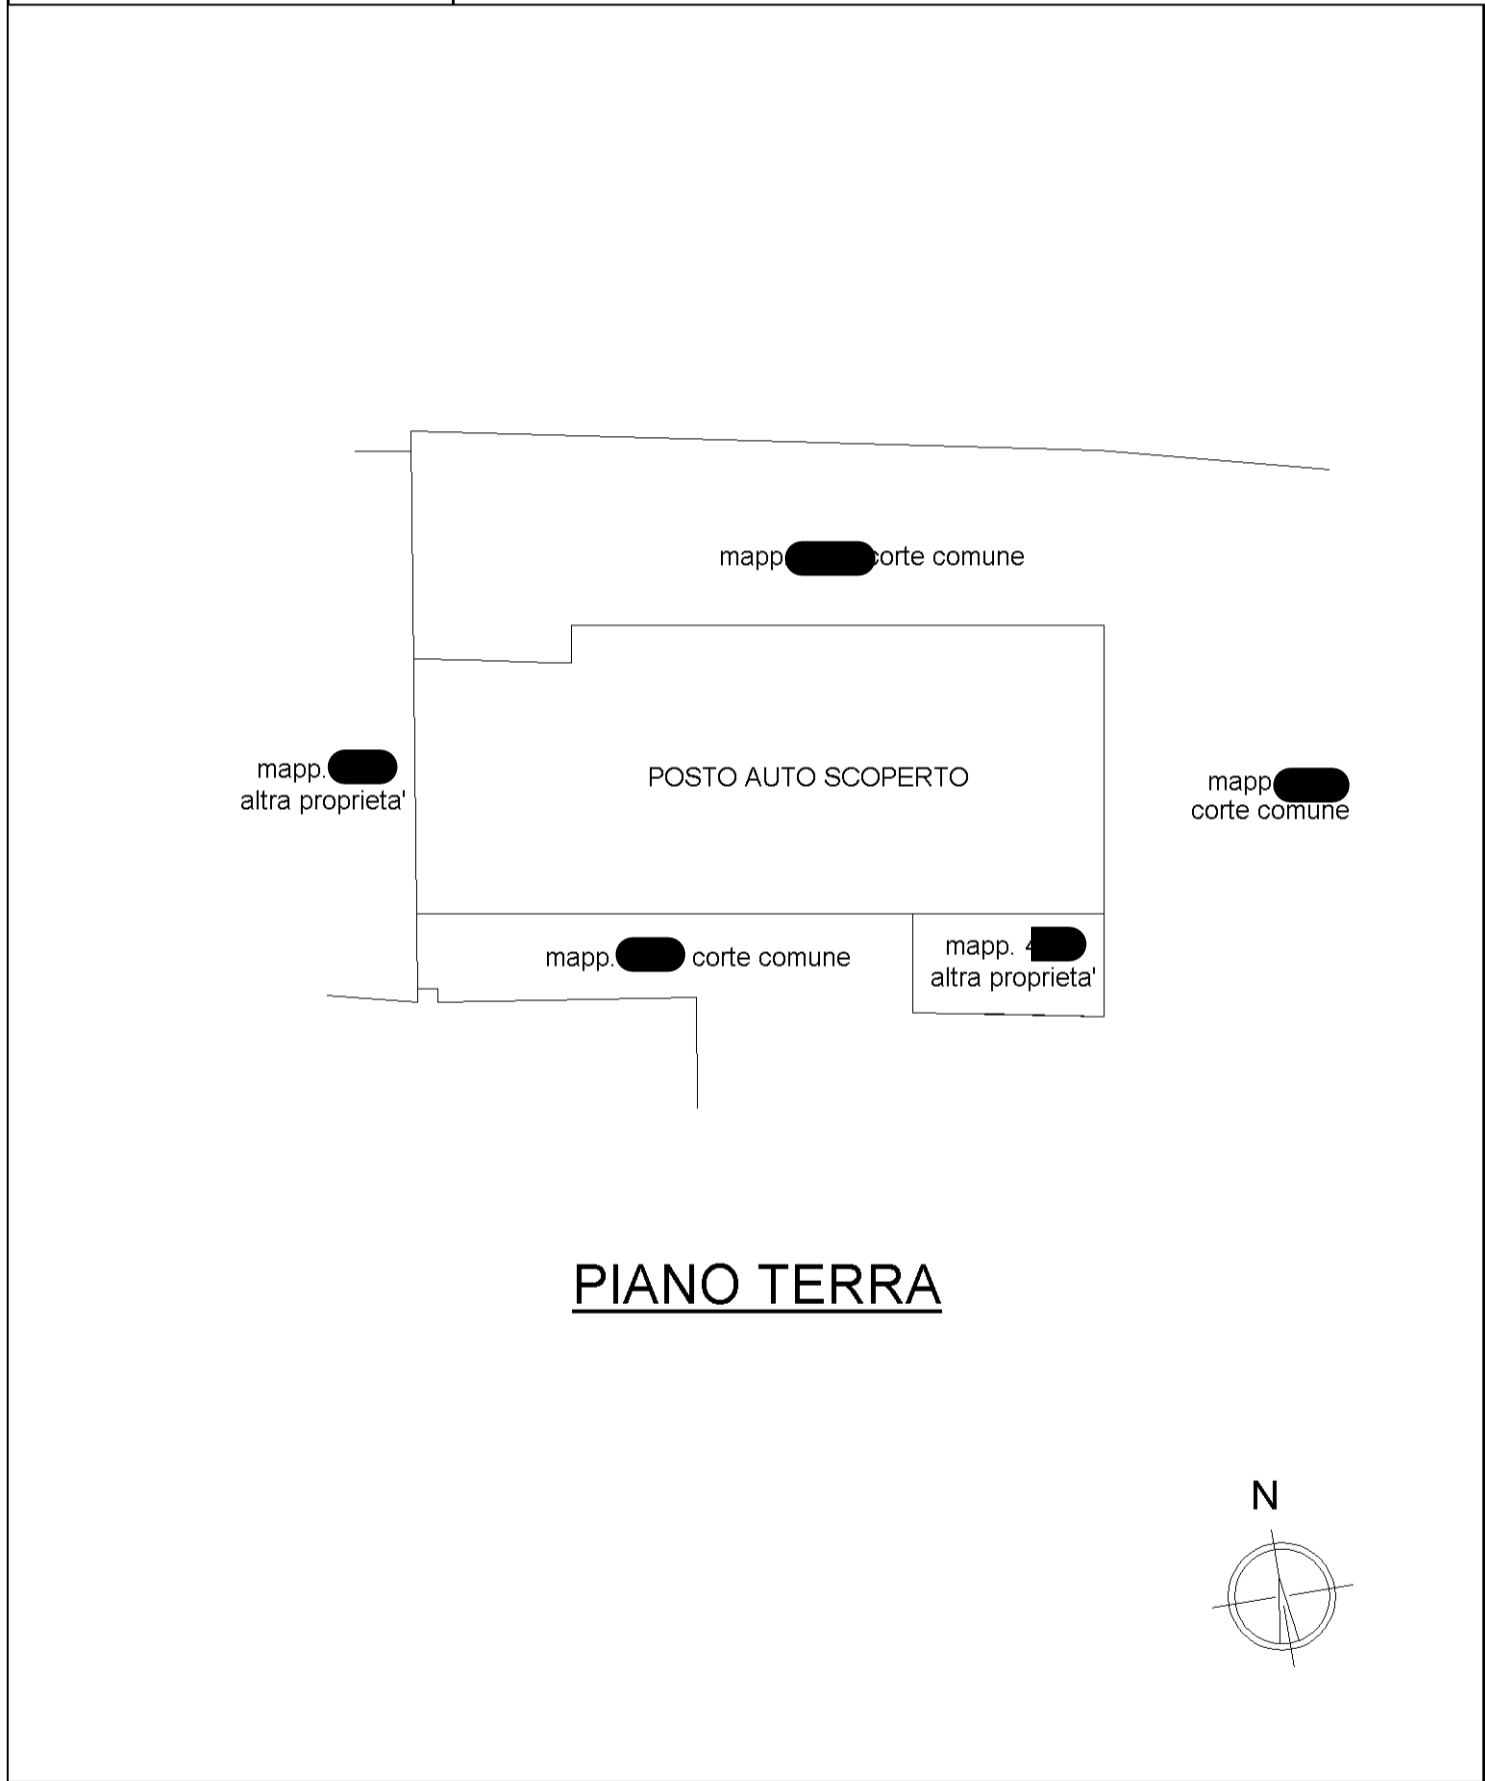 mapp. corte comune
POSTO AUTO SCOPERTO
mapp.
altra proprieta'
mapp
corte comune
mapp. corte comune
mapp.
altra proprieta'
PIANO TERRA
N